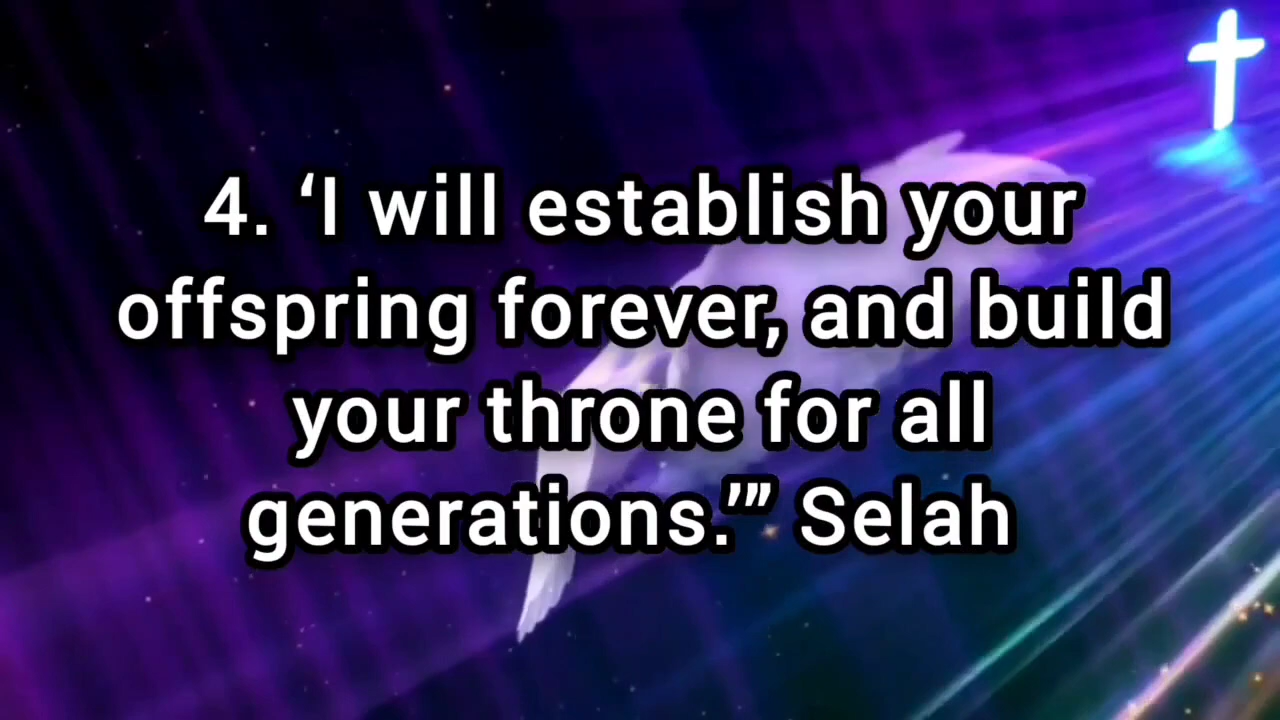 4. ‘I will establish your
offspring forever, and build
your throne for all
generations.’” Selah